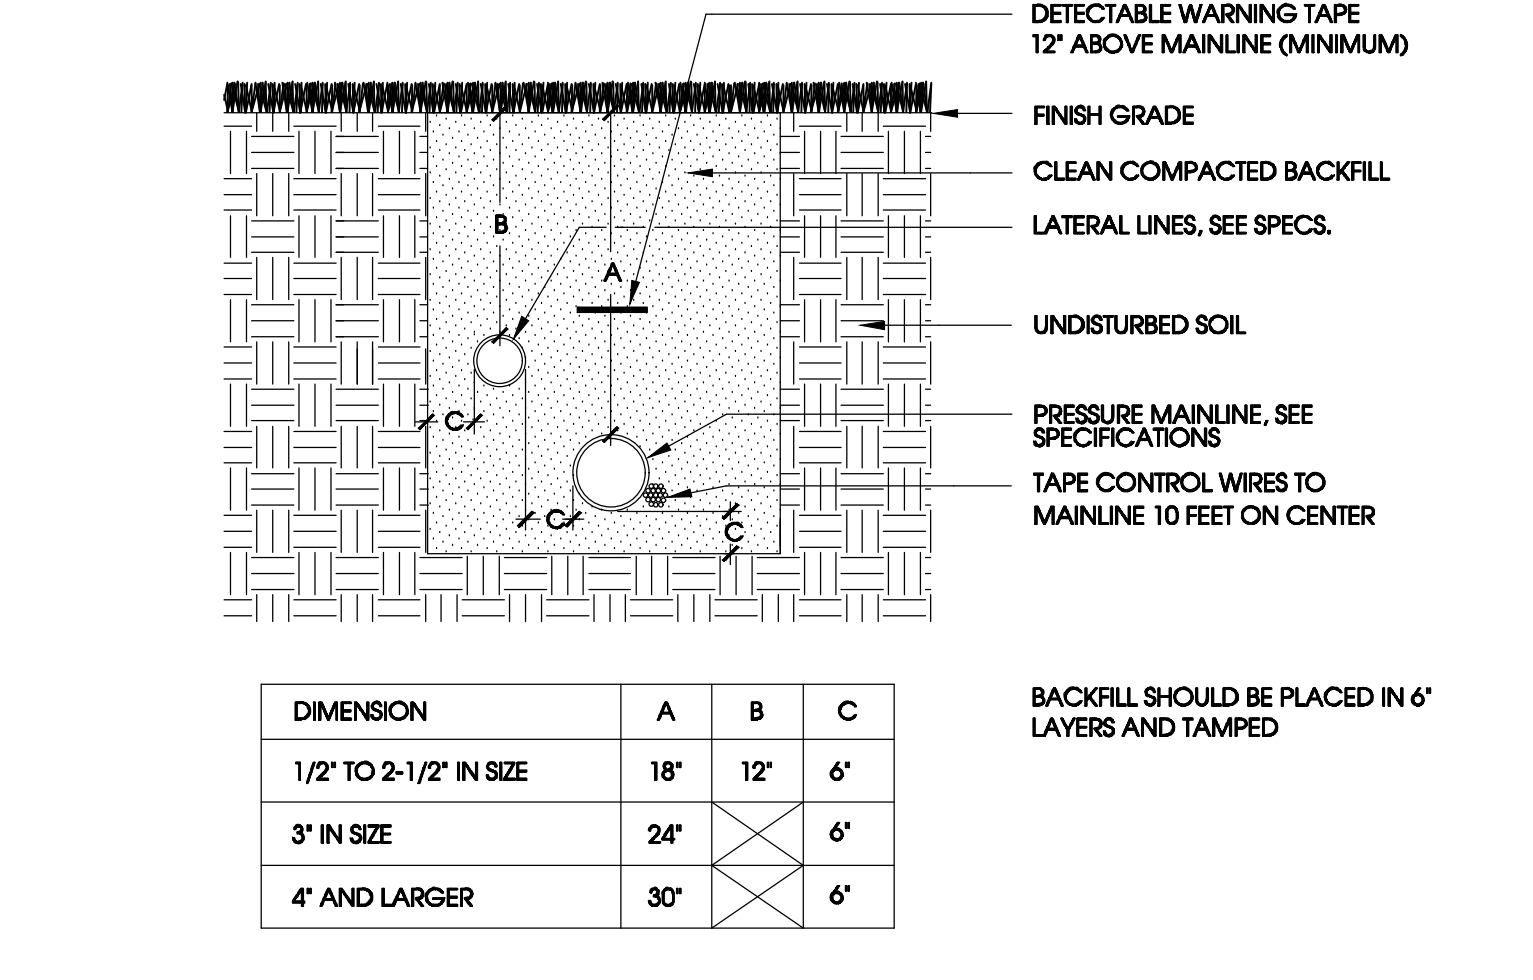 DETECTABLE WARNING TAPE
12" ABOVE MAINLINE (MINIMUM)
FINISH GRADE
CLEAN COMPACTED BACKFILL
B
LATERAL LINES, SEE SPECS.
A
UNDISTURBED SOIL
C
PRESSURE MAINLINE, SEE
SPECIFICATIONS
TAPE CONTROL WIRES TO
MAINLINE 10 FEET ON CENTER
C
C
DIMENSION A B C
1/2" TO 2-1/2" IN SIZE 18" 12" 6"
3" IN SIZE 24" 6"
4" AND LARGER 30" 6"
BACKFILL SHOULD BE PLACED IN 6"
LAYERS AND TAMPED